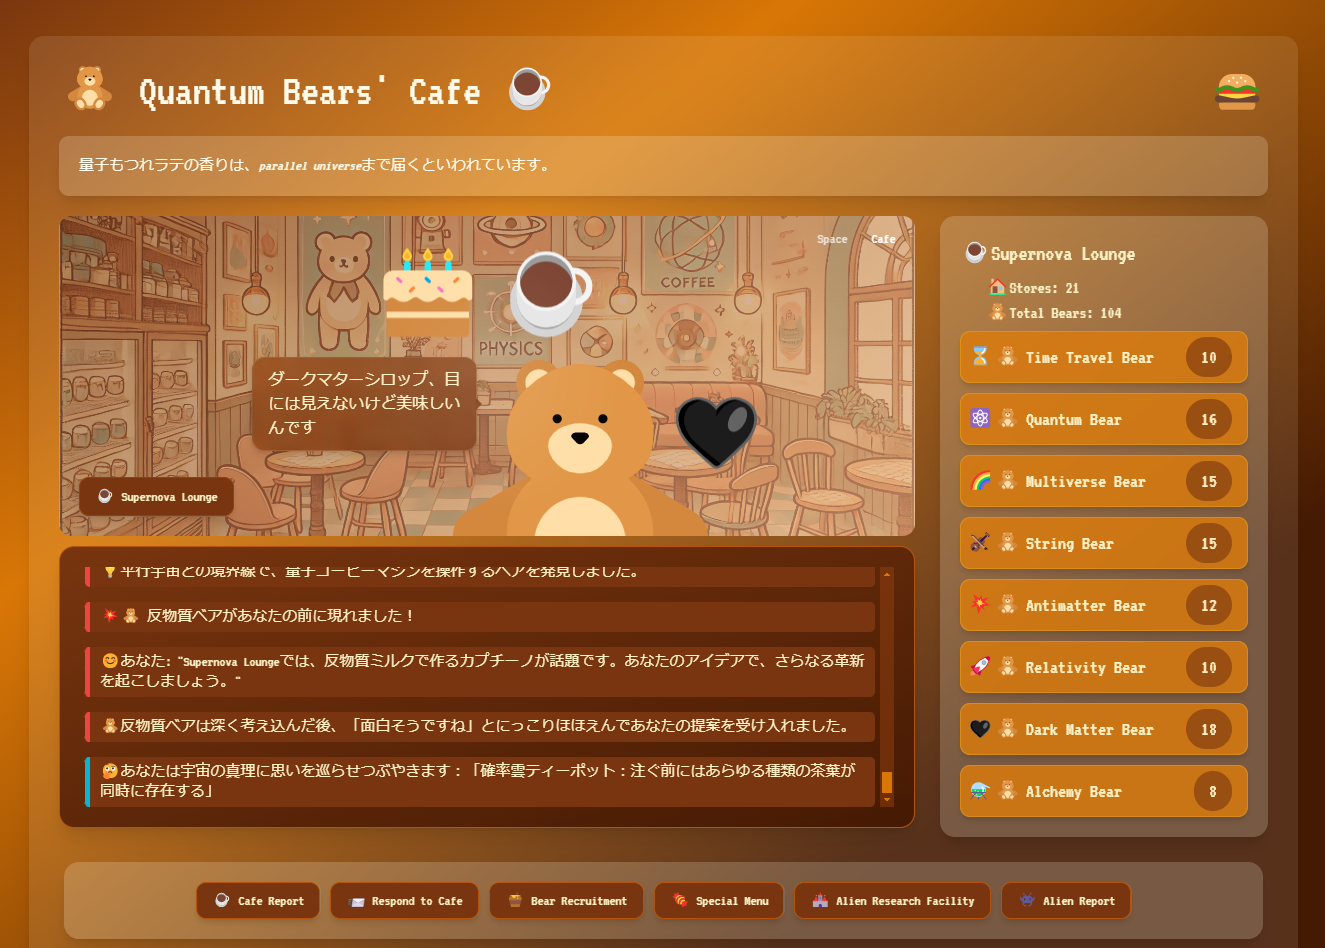 Quantum Bears' Cafe
量子もつれラテの香りは、parallel universeまで届くといわれています。
Space Cafe
COFFEE
PHYSICS
ダークマターシロップ、目
には見えないけど美味しい
んです
Supernova Lounge
平行宇宙との境界線で、量子コーヒーマシンを操作するベアを発見しました。
反物質ベアがあなたの前に現れました！
あなた: "Supernova Loungeでは、反物質ミルクで作るカプチーノが話題です。あなたのアイデアで、さらなる革新
を起こしましょう。"
反物質ベアは深く考え込んだ後、「面白そうですね」とにっこりほほえんであなたの提案を受け入れました。
あなたは宇宙の真理に思いを巡らせつぶやきます：「確率雲ティーポット：注ぐ前にはあらゆる種類の茶葉が
同時に存在する」
Supernova Lounge
Stores: 21
Total Bears: 104
Time Travel Bear 10
Quantum Bear 16
Multiverse Bear 15
String Bear 15
Antimatter Bear 12
Relativity Bear 10
Dark Matter Bear 18
Alchemy Bear 8
Cafe Report
Respond to Cafe
Bear Recruitment
Special Menu
Alien Research Facility
Alien Report